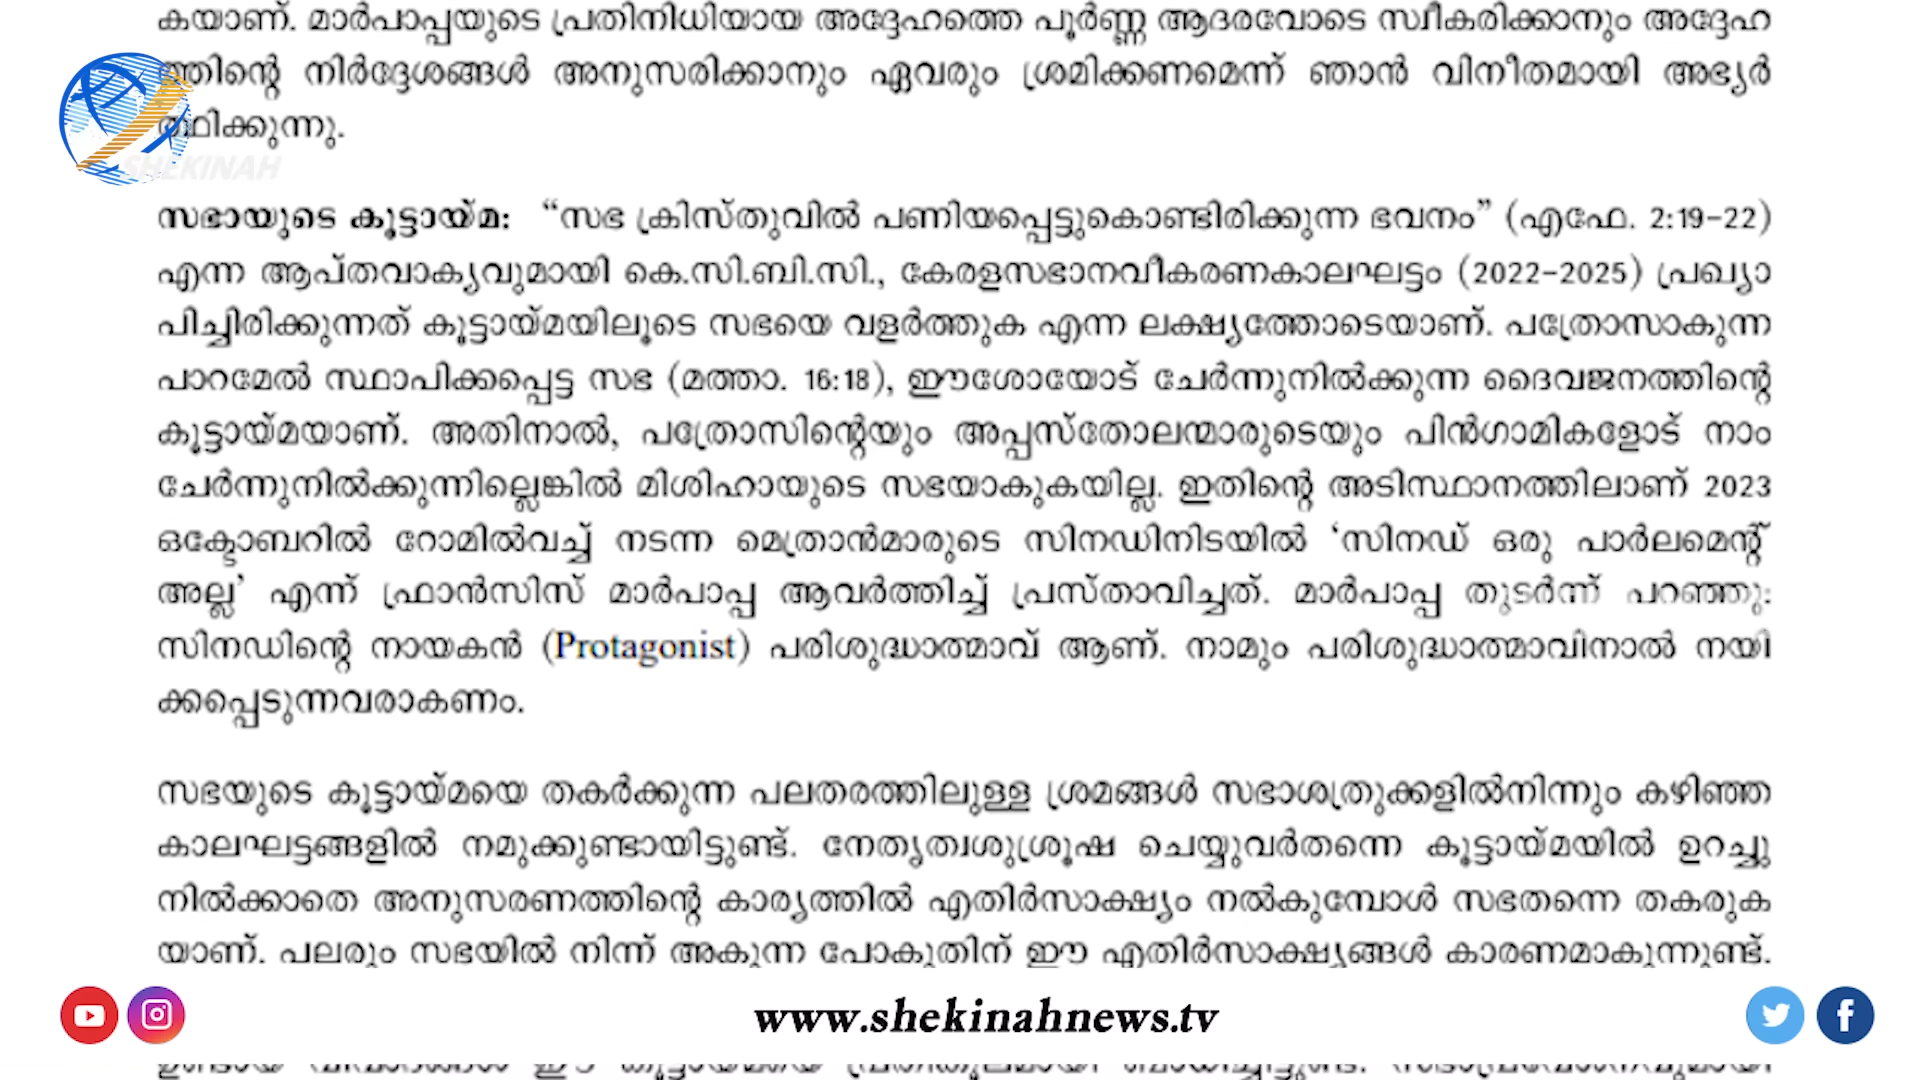 കയാണ്. മാർപാപ്പയുടെ പ്രതിനിധിയായ അദ്ദേഹത്തെ പൂർണ്ണ ആദരവോടെ സ്വീകരിക്കാനും അദ്ദേഹ
ത്തിന്റെ നിർദ്ദേശങ്ങൾ അനുസരിക്കാനും ഏവരും ശ്രമിക്കണമെന്ന് ഞാൻ വിനീതമായി അഭ്യർ
ത്ഥിക്കുന്നു.
SHEKINAH
സഭായുടെ കൂട്ടായ്മ: “സഭ ക്രിസ്തുവിൽ പണിയപ്പെട്ടുകൊണ്ടിരിക്കുന്ന ഭവനം” (എഫേ. 2:19-22)
എന്ന ആപ്തവാക്യവുമായി കെ.സി.ബി.സി., കേരളസഭാനവീകരണകാലഘട്ടം (2022-2025) പ്രഖ്യാ
പിച്ചിരിക്കുന്നത് കൂട്ടായ്മയിലൂടെ സഭയെ വളർത്തുക എന്ന ലക്ഷ്യത്തോടെയാണ്. പത്രോസാകുന്ന
പാറമേൽ സ്ഥാപിക്കപ്പെട്ട സഭ (മത്താ. 16:18), ഈശോയോട് ചേർന്നുനിൽക്കുന്ന ദൈവജനത്തിന്റെ
കൂട്ടായ്മയാണ്. അതിനാൽ, പത്രോസിന്റെയും അപ്പസ്തോലന്മാരുടെയും പിൻഗാമികളോട് നാം
ചേർന്നുനിൽക്കുന്നില്ലെങ്കിൽ മിശിഹായുടെ സഭയാകുകയില്ല. ഇതിന്റെ അടിസ്ഥാനത്തിലാണ് 2023
ഒക്ടോബറിൽ റോമിൽവച്ച് നടന്ന മെത്രാൻമാരുടെ സിനഡിനിടയിൽ ‘സിനഡ് ഒരു പാർലമെന്റ്
അല്ല’ എന്ന് ഫ്രാൻസിസ് മാർപാപ്പ ആവർത്തിച്ച് പ്രസ്താവിച്ചത്. മാർപാപ്പ തുടർന്ന് പറഞ്ഞു:
സിനഡിന്റെ നായകൻ (Protagonist) പരിശുദ്ധാത്മാവ് ആണ്. നാമും പരിശുദ്ധാത്മാവിനാൽ നയി
ക്കപ്പെടുന്നവരാകണം.
സഭയുടെ കൂട്ടായ്മയെ തകർക്കുന്ന പലതരത്തിലുള്ള ശ്രമങ്ങൾ സഭാശത്രുക്കളിൽനിന്നും കഴിഞ്ഞ
കാലഘട്ടങ്ങളിൽ നമുക്കുണ്ടായിട്ടുണ്ട്. നേതൃത്വശുശ്രൂഷ ചെയ്യുവർതന്നെ കൂട്ടായ്മയിൽ ഉറച്ചു
നിൽക്കാതെ അനുസരണത്തിന്റെ കാര്യത്തിൽ എതിർസാക്ഷ്യം നൽകുമ്പോൾ സഭതന്നെ തകരുക
യാണ്. പലരും സഭയിൽ നിന്ന് അകുന്ന പോകുതിന് ഈ എതിർസാക്ഷ്യങ്ങൾ കാരണമാകുന്നുണ്ട്.
www.shekinahnews.tv